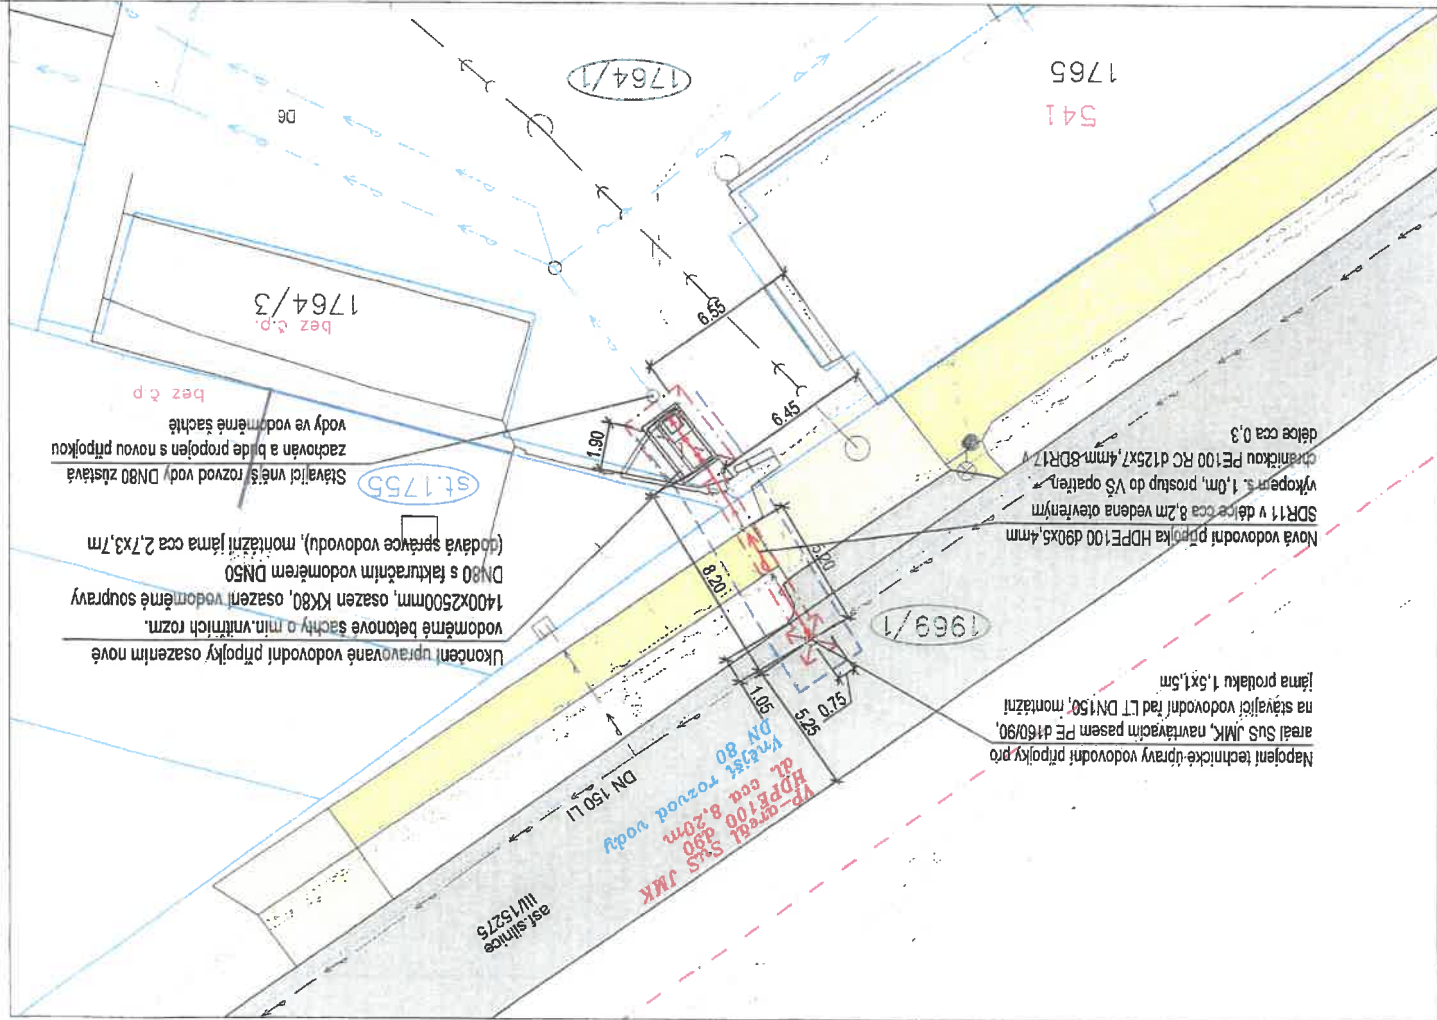 Napojení technické úpravy vodovodní přípojky pro
areál SÚS JMK, navrtávacím pasem PE d160/90,
na stávající vodovodní řad LT DN150, montážní
jáma protlaku 1,5x1,5m
asf.silnice
III/15275
VP-areál SÚS JMK
HDPE100 d90
dl. cca 8,20m
Vnější rozvod vody
DN 80
DN 150 LI
0.75
5.25
1.05
1969/1
Ukončení upravované vodovodní přípojky osazením nové
vodoměrné betonové šachty o min.vnitřních rozm.
1400x2500mm, osazen KK80, osazení vodoměrné soupravy
DN80 s fakturačním vodoměrem DN50
(dodává správce vodovodu), montážní jáma cca 2,7x3,7m
8.20
5.20
Nová vodovodní přípojka HDPE100 d90x5,4mm
SDR11 v délce cca 8,2m vedena otevřeným
výkopem š. 1,0m, prostup do VŠ opatřen
chráničkou PE100 RC d125x7,4mm-SDR17 v
délce cca 0,3
st.1755
Stávající vnější rozvod vody DN80 zůstává
zachován a bude propojen s novou přípojkou
vody ve vodoměrné šachtě
bez č.p
1.90
6.45
6.55
bez č.p.
1764/3
541
1765
D6
1764/1